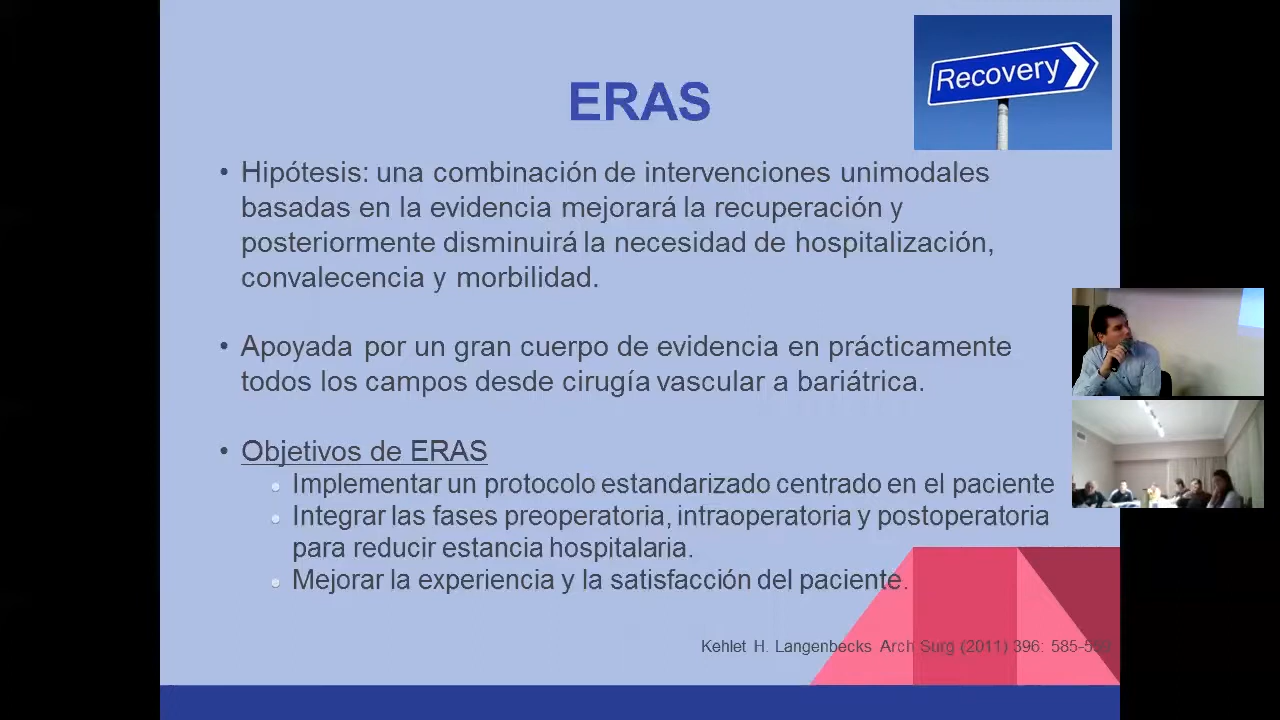 Recovery
ERAS
• Hipótesis: una combinación de intervenciones unimodales
basadas en la evidencia mejorará la recuperación y
posteriormente disminuirá la necesidad de hospitalización,
convalecencia y morbilidad.
• Apoyada por un gran cuerpo de evidencia en prácticamente
todos los campos desde cirugía vascular a bariátrica.
• Objetivos de ERAS
• Implementar un protocolo estandarizado centrado en el paciente
• Integrar las fases preoperatoria, intraoperatoria y postoperatoria
para reducir estancia hospitalaria.
• Mejorar la experiencia y la satisfacción del paciente.
Kehlet H. Langenbecks Arch Surg (2011) 396: